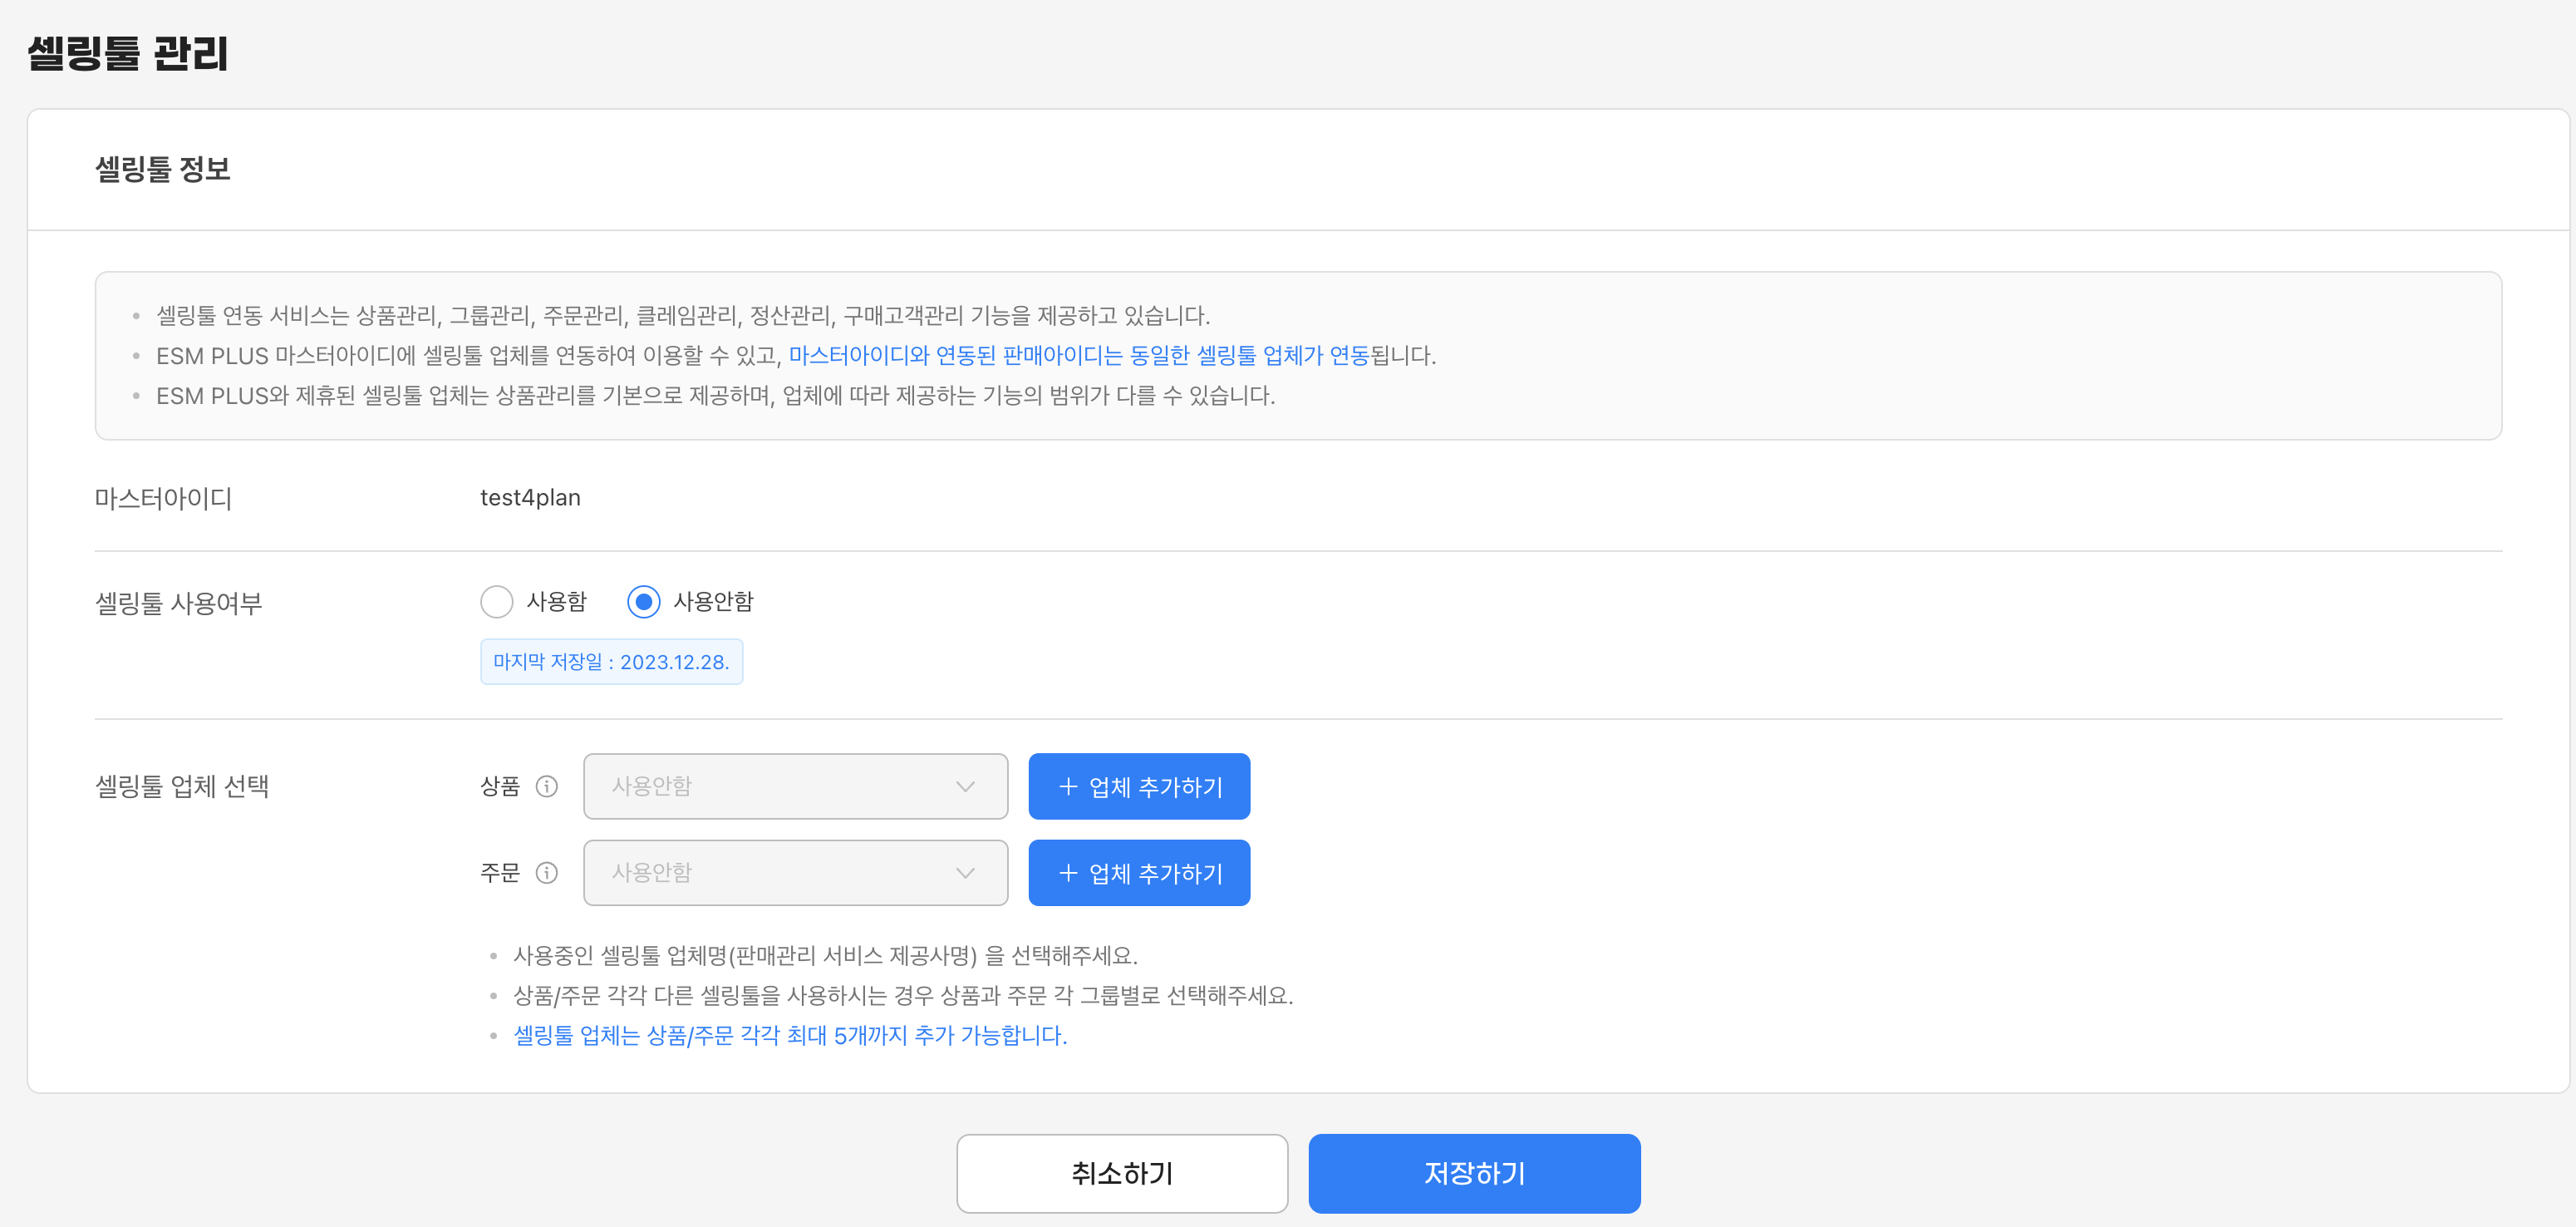 셀링툴 관리
셀링툴 정보
셀링툴 연동 서비스는 상품관리, 그룹관리, 주문관리, 클레임관리, 정산관리, 구매고객관리 기능을 제공하고 있습니다.
ESM PLUS 마스터아이디에 셀링툴 업체를 연동하여 이용할 수 있고, 마스터아이디와 연동된 판매아이디는 동일한 셀링툴 업체가 연동됩니다.
ESM PLUS와 제휴된 셀링툴 업체는 상품관리를 기본으로 제공하며, 업체에 따라 제공하는 기능의 범위가 다를 수 있습니다.
마스터아이디 test4plan
셀링툴 사용여부 사용함 사용안함
마지막 저장일 : 2023.12.28.
셀링툴 업체 선택 상품 사용안함 + 업체 추가하기
주문 사용안함 + 업체 추가하기
사용중인 셀링툴 업체명(판매관리 서비스 제공사명) 을 선택해주세요.
상품/주문 각각 다른 셀링툴을 사용하시는 경우 상품과 주문 각 그룹별로 선택해주세요.
셀링툴 업체는 상품/주문 각각 최대 5개까지 추가 가능합니다.
취소하기 저장하기